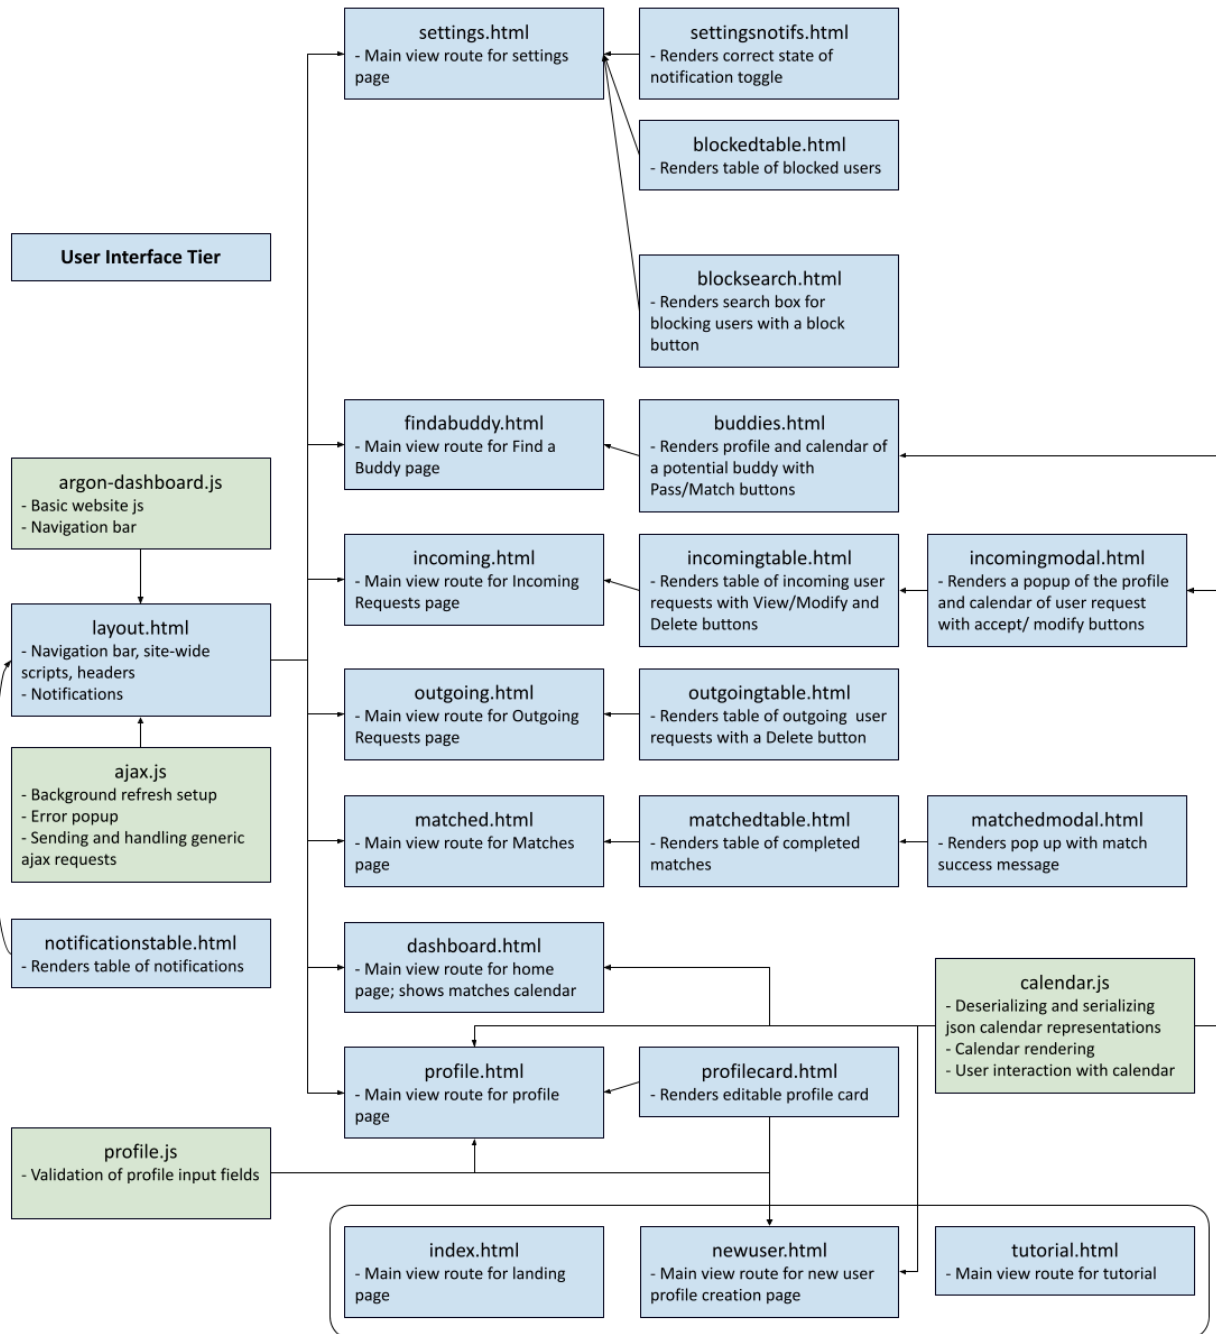 settings.html
- Main view route for settings
page
settingsnotifs.html
- Renders correct state of
notification toggle
blockedtable.html
- Renders table of blocked users
User Interface Tier
blocksearch.html
- Renders search box for
blocking users with a block
button
findabuddy.html
- Main view route for Find a
Buddy page
buddies.html
- Renders profile and calendar of
a potential buddy with
Pass/Match buttons
argon-dashboard.js
- Basic website js
- Navigation bar
incoming.html
- Main view route for Incoming
Requests page
incomingtable.html
- Renders table of incoming user
requests with View/Modify and
Delete buttons
incomingmodal.html
- Renders a popup of the profile
and calendar of user request
with accept/ modify buttons
layout.html
- Navigation bar, site-wide
scripts, headers
- Notifications
outgoing.html
- Main view route for Outgoing
Requests page
outgoingtable.html
- Renders table of outgoing  user
requests with a Delete button
ajax.js
- Background refresh setup
- Error popup
- Sending and handling generic
ajax requests
matched.html
- Main view route for Matches
page
matchedtable.html
- Renders table of completed
matches
matchedmodal.html
- Renders pop up with match
success message
notificationstable.html
- Renders table of notifications
dashboard.html
- Main view route for home
page; shows matches calendar
calendar.js
- Deserializing and serializing
json calendar representations
- Calendar rendering
- User interaction with calendar
profile.html
- Main view route for profile
page
profilecard.html
- Renders editable profile card
profile.js
- Validation of profile input fields
index.html
- Main view route for landing
page
newuser.html
- Main view route for new user
profile creation page
tutorial.html
- Main view route for tutorial